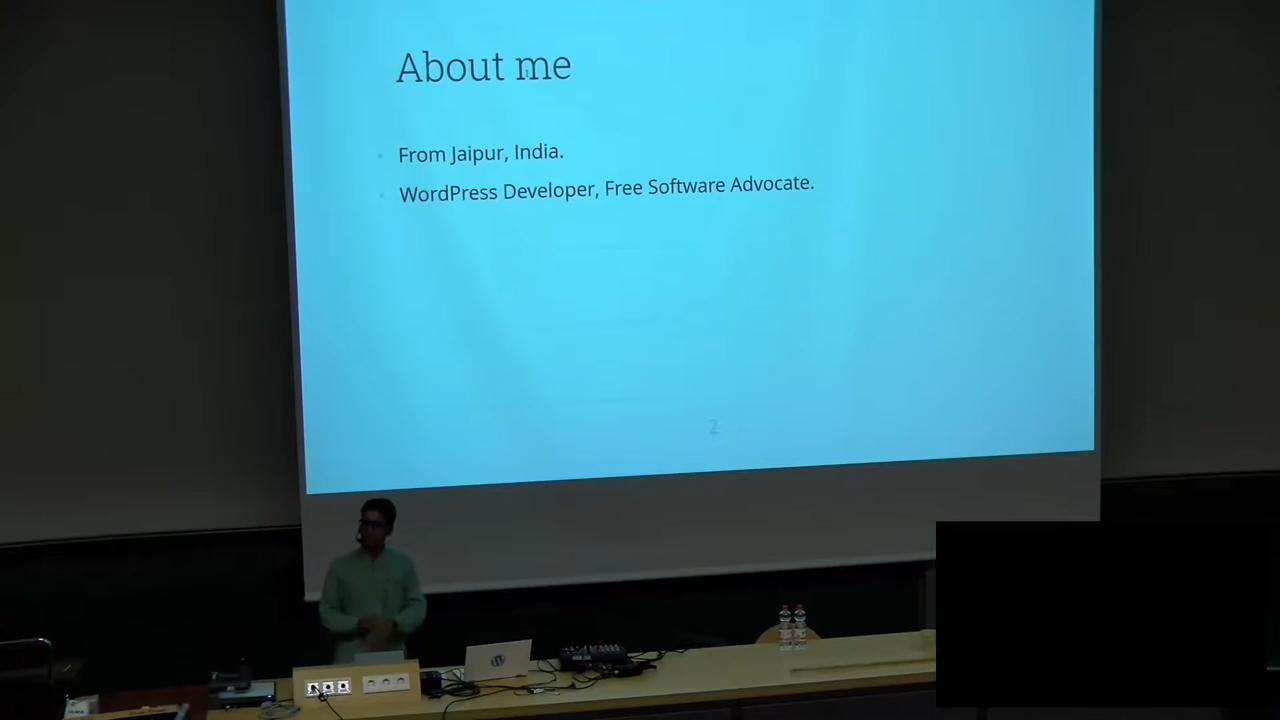 About me
From Jaipur, India.
WordPress Developer, Free Software Advocate.
2